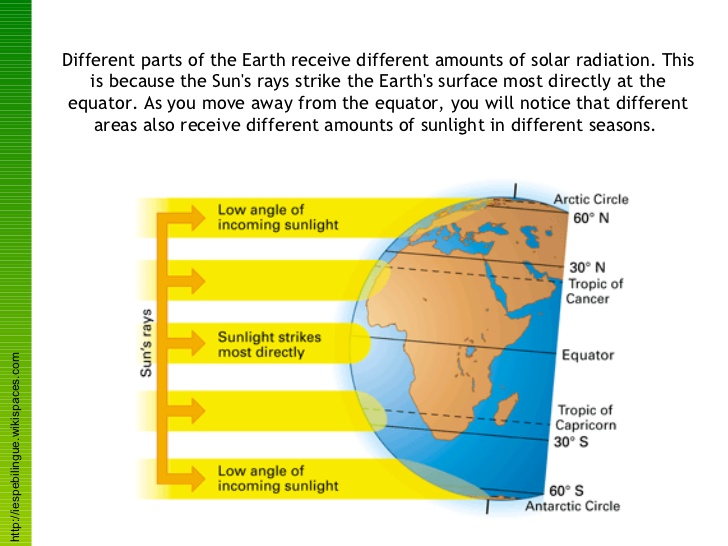 Different parts of the Earth receive different amounts of solar radiation. This
is because the Sun's rays strike the Earth's surface most directly at the
equator. As you move away from the equator, you will notice that different
areas also receive different amounts of sunlight in different seasons.
Low angle of
incoming sunlight
Arctic Circle
60° N
30° N
Tropic of
Cancer
Sun's rays
Sunlight strikes
most directly
Equator
Tropic of
Capricorn
30° S
Low angle of
incoming sunlight
60° S
Antarctic Circle
http://iespebilingue.wikispaces.com